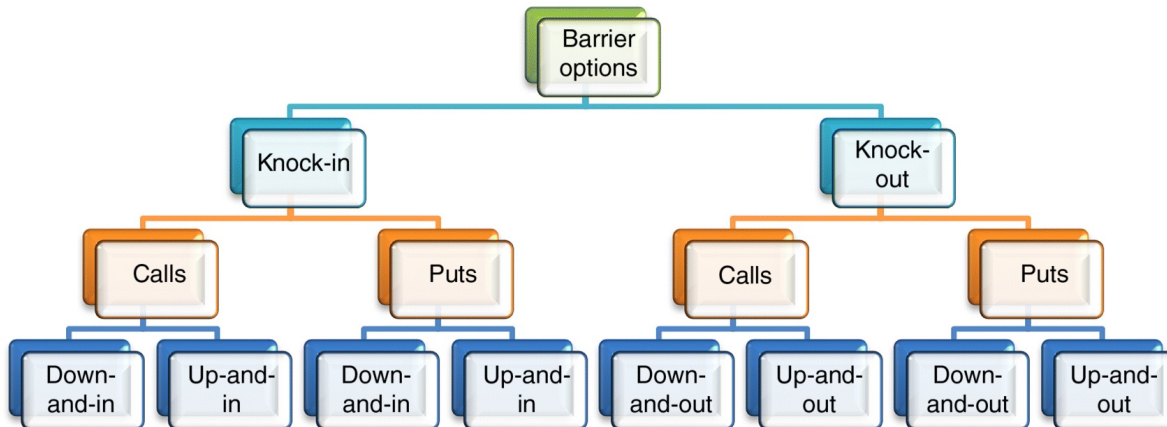 Barrier
options
Knock-in
Knock-
out
Calls
Puts
Calls
Puts
Down-
and-in
Up-and-
in
Down-
and-in
Up-and-
in
Down-
and-out
Up-and-
out
Down-
and-out
Up-and-
out